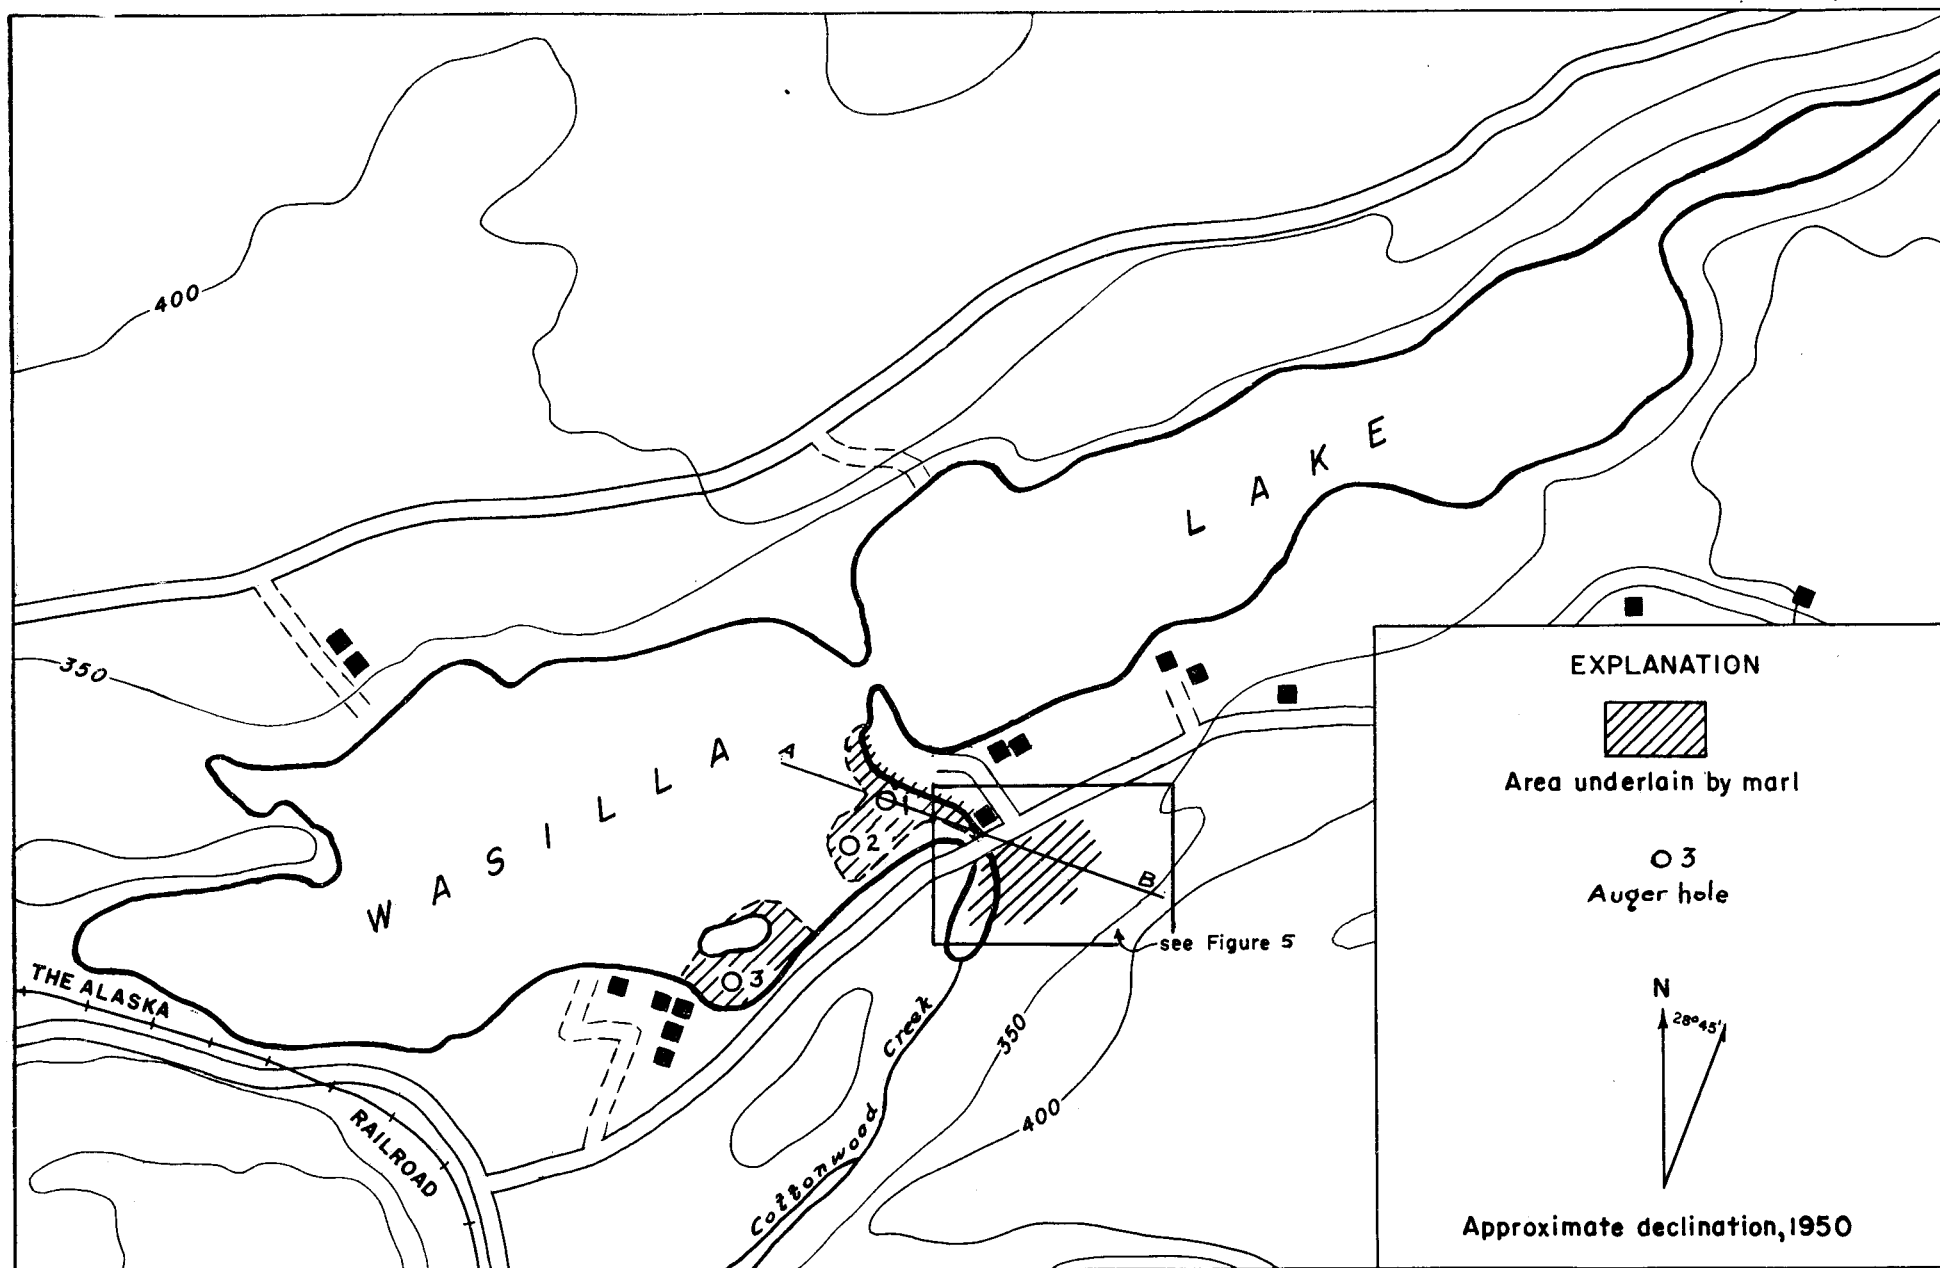 400
LAKE
350
A
WASILLA
1
2
B
3
see Figure 5
THE ALASKA
RAILROAD
Cottonwood Creek
350
400
EXPLANATION
Area underlain by marl
3
Auger hole
N
28°45'
Approximate declination, 1950